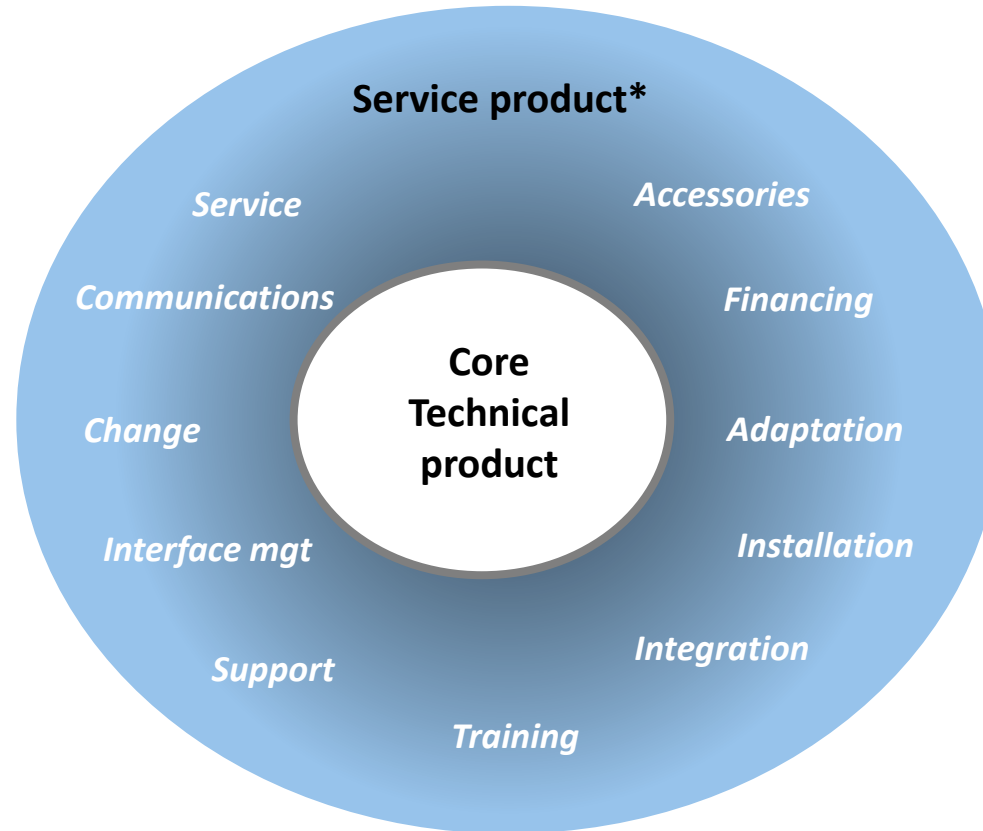 Service product*
Service
Accessories
Communications
Financing
Core
Technical
product
Change
Adaptation
Interface mgt
Installation
Support
Integration
Training